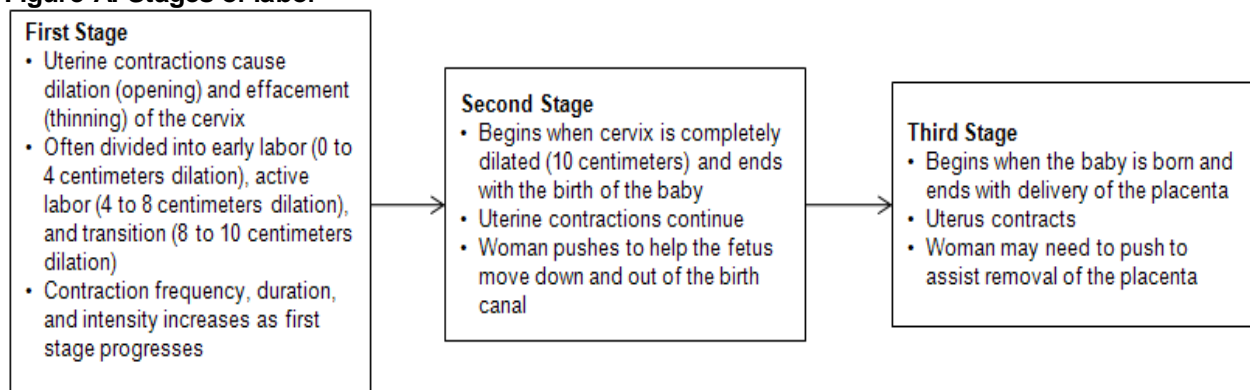 First Stage
• Uterine contractions cause
dilation (opening) and effacement
(thinning) of the cervix
• Often divided into early labor (0 to
4 centimeters dilation), active
labor (4 to 8 centimeters dilation),
and transition (8 to 10 centimeters
dilation)
• Contraction frequency, duration,
and intensity increases as first
stage progresses
Second Stage
• Begins when cervix is completely
dilated (10 centimeters) and ends
with the birth of the baby
• Uterine contractions continue
• Woman pushes to help the fetus
move down and out of the birth
canal
Third Stage
• Begins when the baby is born and
ends with delivery of the placenta
• Uterus contracts
• Woman may need to push to
assist removal of the placenta